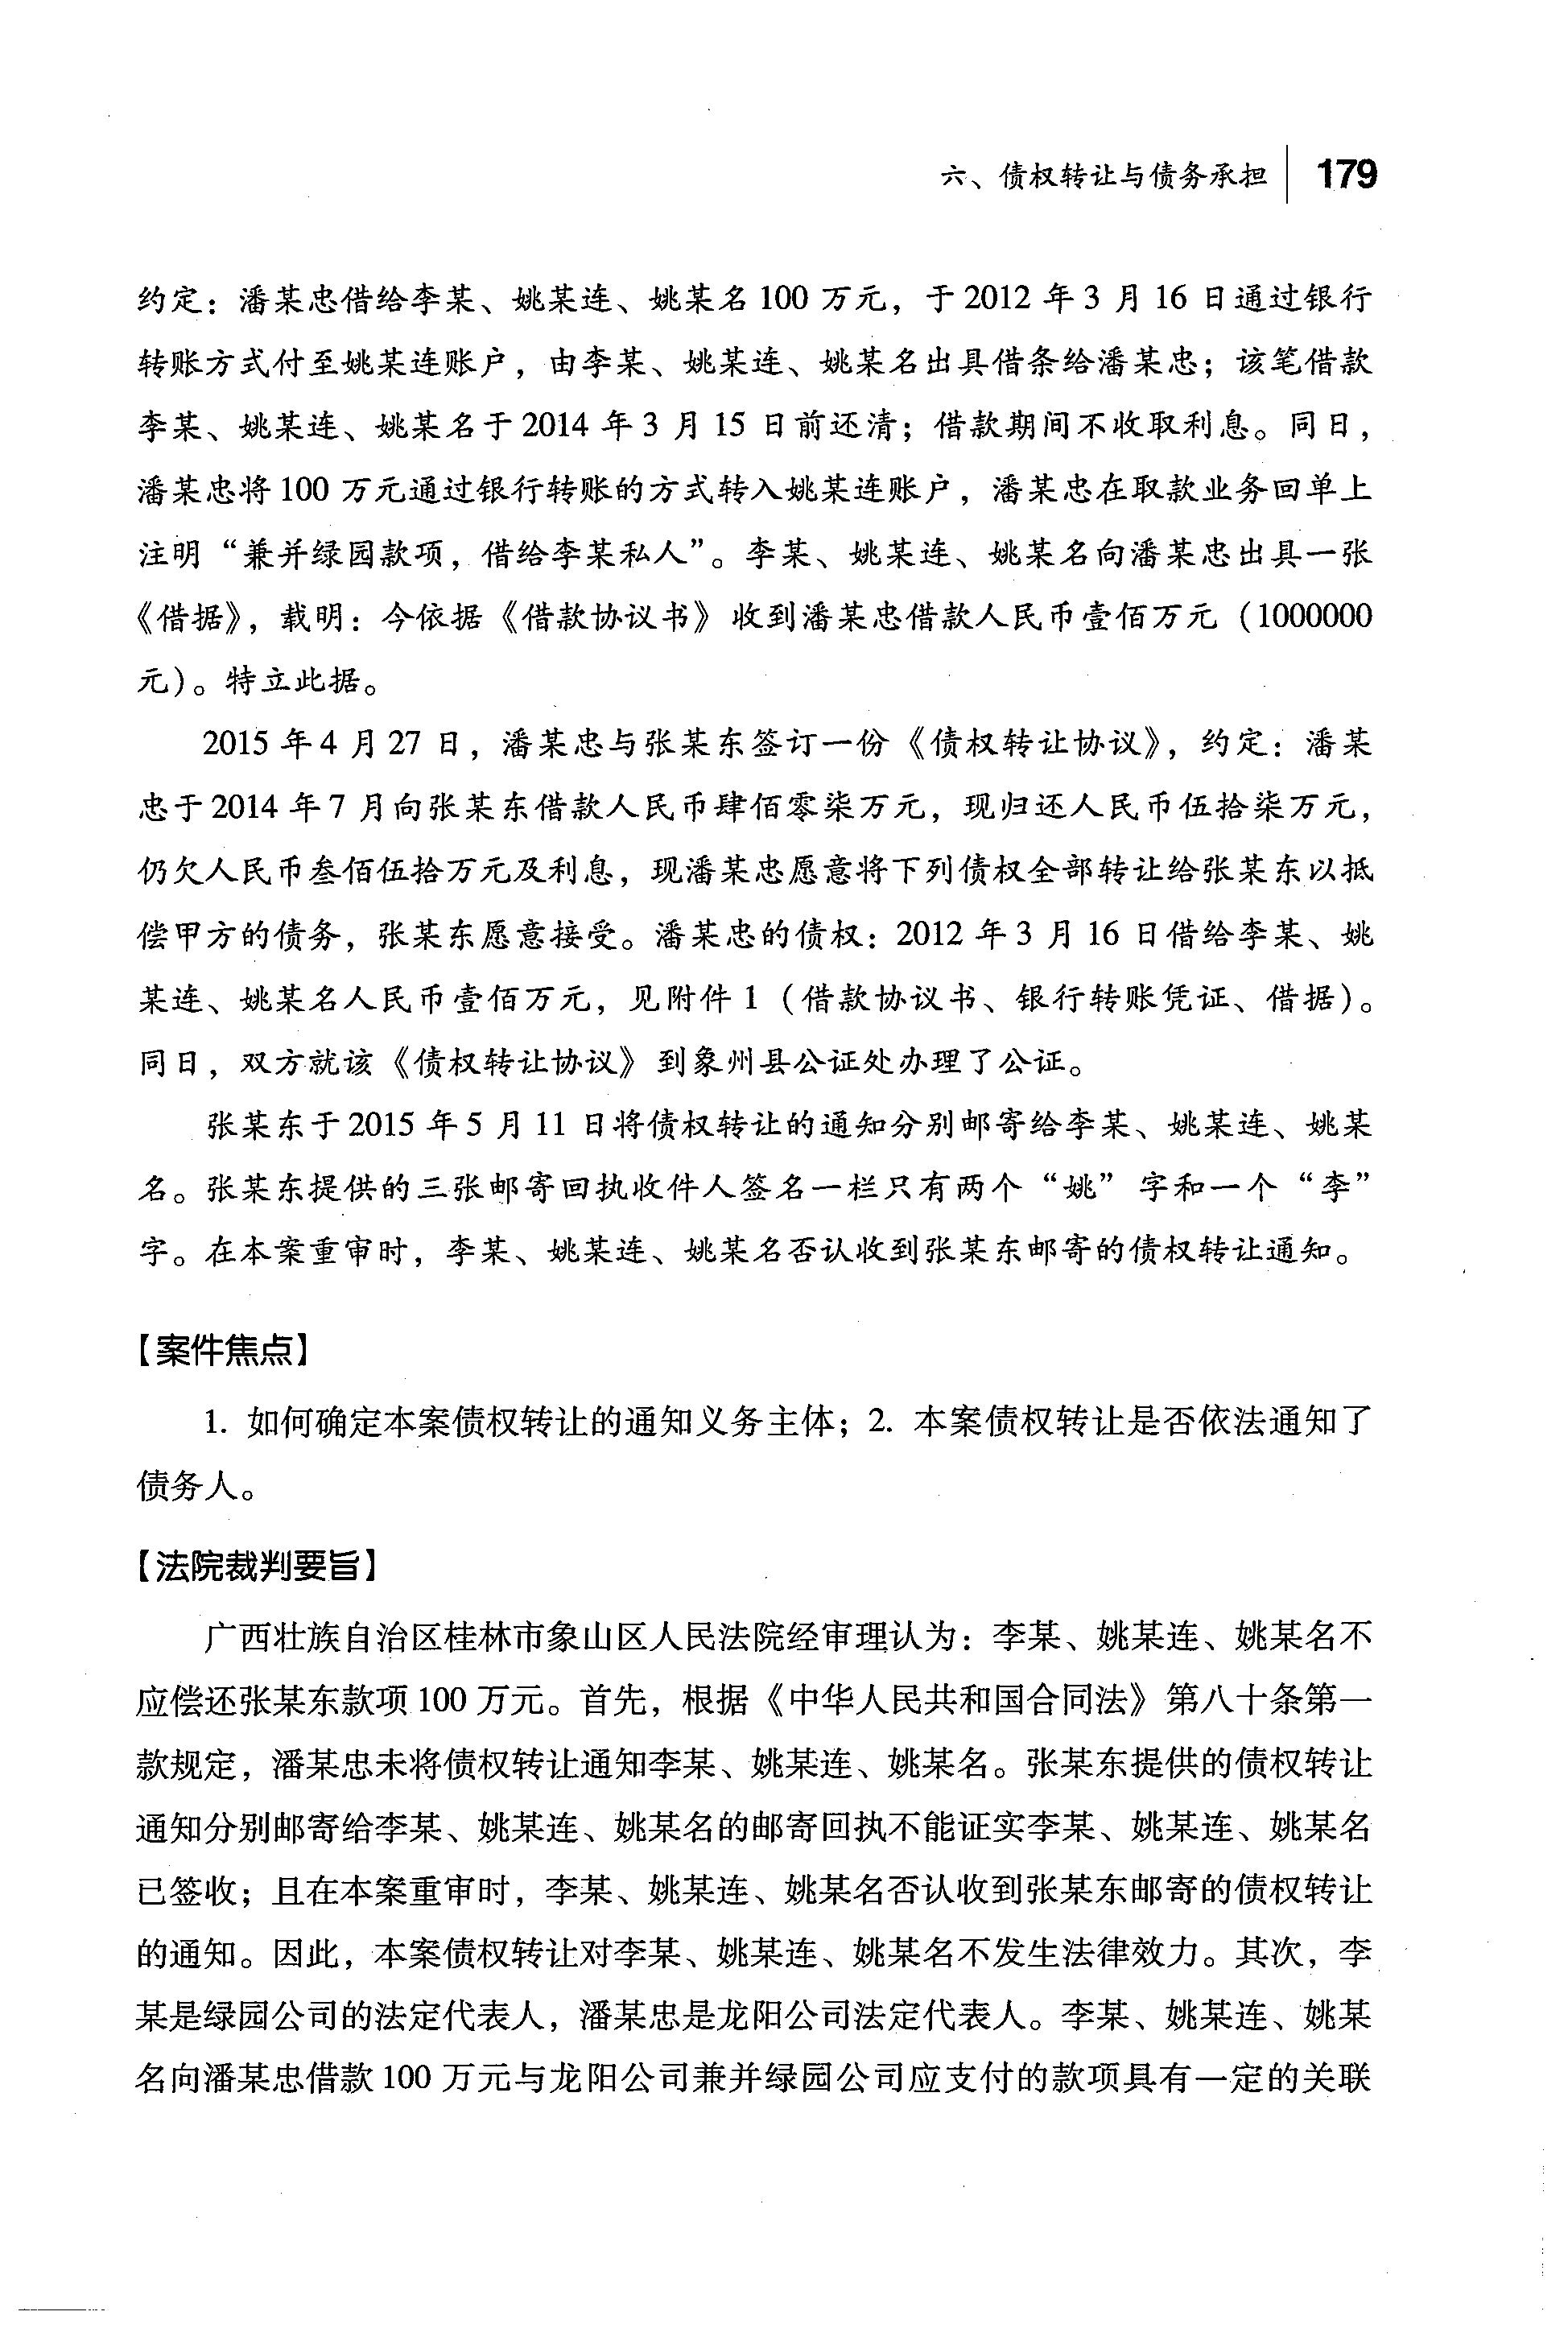 六、债权转让与债务承担 179
约定：潘某忠借给李某、姚某连、姚某名100万元，于2012年3月16日通过银行
转账方式付至姚某连账户，由李某、姚某连、姚某名出具借条给潘某忠；该笔借款
李某、姚某连、姚某名于2014年3月15日前还清；借款期间不收取利息。同日，
潘某忠将100万元通过银行转账的方式转入姚某连账户，潘某忠在取款业务回单上
注明“兼并绿园款项，借给李某私人”。李某、姚某连、姚某名向潘某忠出具一张
《借据》，载明：今依据《借款协议书》收到潘某忠借款人民币壹佰万元（1000000
元）。特立此据。
2015年4月27日，潘某忠与张某东签订一份《债权转让协议》，约定：潘某
忠于2014年7月向张某东借款人民币肆佰零柒万元，现归还人民币伍拾柒万元，
仍欠人民币叁佰伍拾万元及利息，现潘某忠愿意将下列债权全部转让给张某东以抵
偿甲方的债务，张某东愿意接受。潘某忠的债权：2012年3月16日借给李某、姚
某连、姚某名人民币壹佰万元，见附件1（借款协议书、银行转账凭证、借据）。
同日，双方就该《债权转让协议》到象州县公证处办理了公证。
张某东于2015年5月11日将债权转让的通知分别邮寄给李某、姚某连、姚某
名。张某东提供的三张邮寄回执收件人签名一栏只有两个“姚”字和一个“李”
字。在本案重审时，李某、姚某连、姚某名否认收到张某东邮寄的债权转让通知。
【案件焦点】
1. 如何确定本案债权转让的通知义务主体；2. 本案债权转让是否依法通知了
债务人。
【法院裁判要旨】
广西壮族自治区桂林市象山区人民法院经审理认为：李某、姚某连、姚某名不
应偿还张某东款项100万元。首先，根据《中华人民共和国合同法》第八十条第一
款规定，潘某忠未将债权转让通知李某、姚某连、姚某名。张某东提供的债权转让
通知分别邮寄给李某、姚某连、姚某名的邮寄回执不能证实李某、姚某连、姚某名
已签收；且在本案重审时，李某、姚某连、姚某名否认收到张某东邮寄的债权转让
的通知。因此，本案债权转让对李某、姚某连、姚某名不发生法律效力。其次，李
某是绿园公司的法定代表人，潘某忠是龙阳公司法定代表人。李某、姚某连、姚某
名向潘某忠借款100万元与龙阳公司兼并绿园公司应支付的款项具有一定的关联